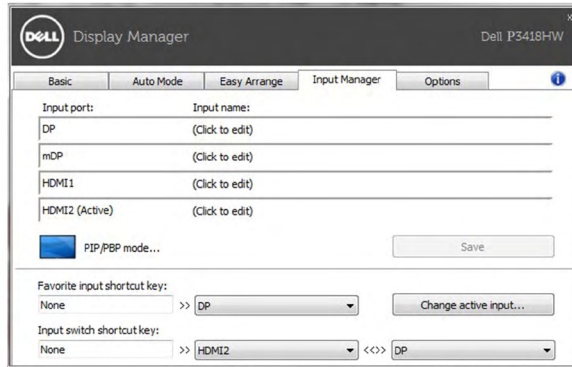 DELL Display Manager Dell P3418HW
x
Basic Auto Mode Easy Arrange Input Manager Options i
Input port: Input name:
DP (Click to edit)
mDP (Click to edit)
HDMI1 (Click to edit)
HDMI2 (Active) (Click to edit)
PIP/PBP mode... Save
Favorite input shortcut key:
None >> DP Change active input...
Input switch shortcut key:
None >> HDMI2 <<>> DP